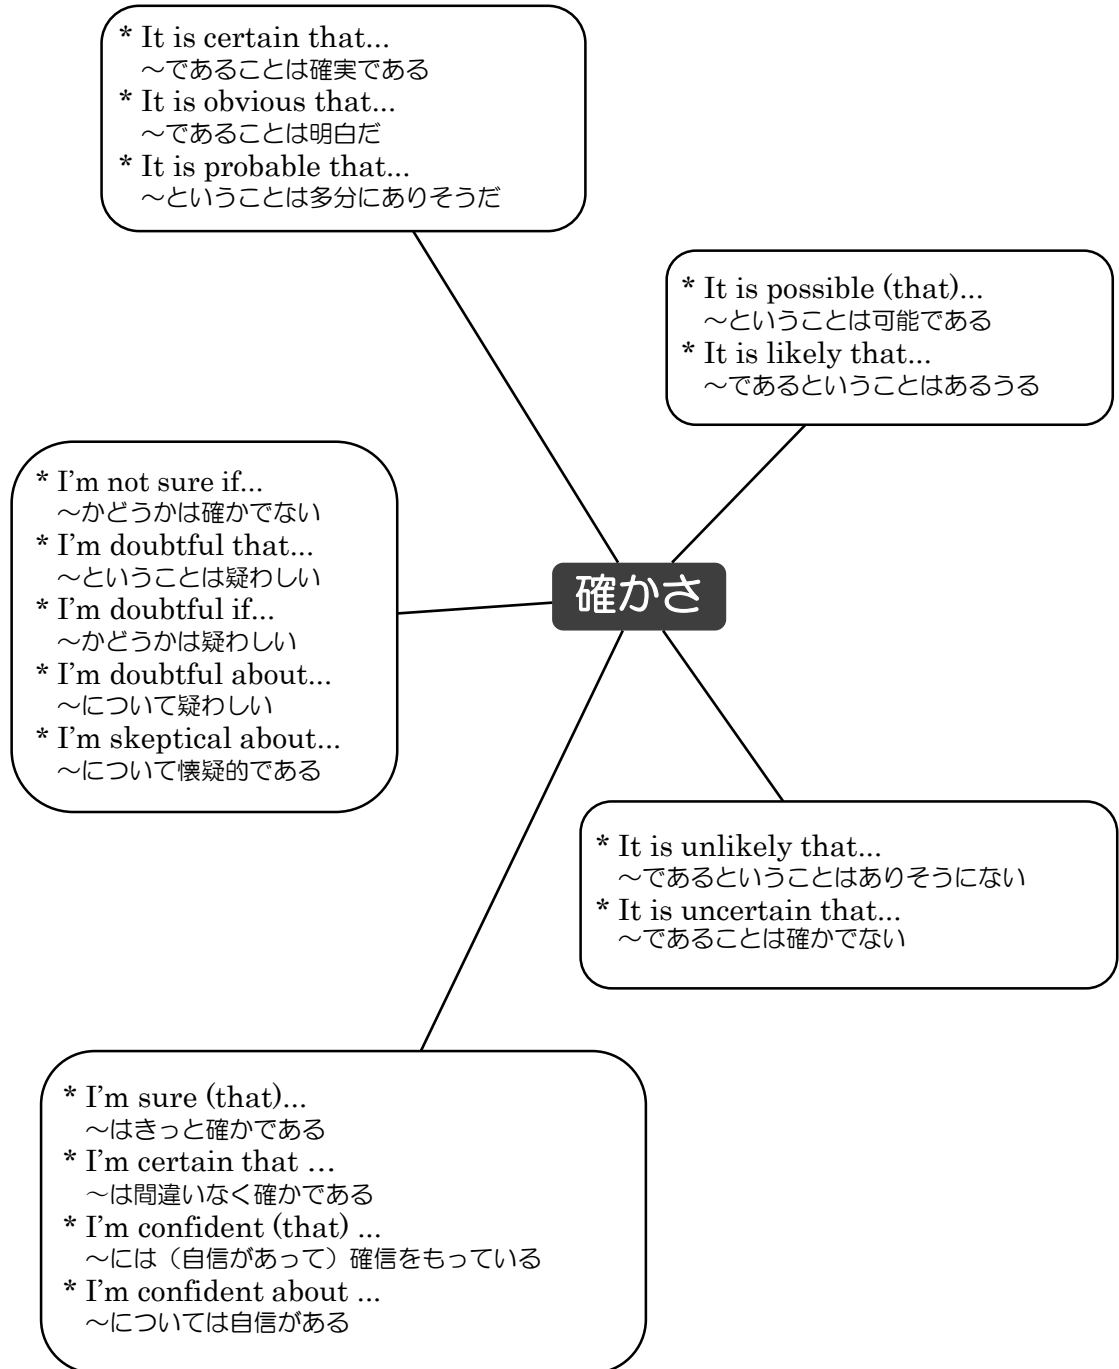 * It is certain that...
～であることは確実である
* It is obvious that...
～であることは明白だ
* It is probable that...
～ということは多分にありそうだ
* It is possible (that)...
～ということは可能である
* It is likely that...
～であるということはあるうる
* I’m not sure if...
～かどうかは確かでない
* I’m doubtful that...
～ということは疑わしい
* I’m doubtful if...
～かどうかは疑わしい
* I’m doubtful about...
～について疑わしい
* I’m skeptical about...
～について懐疑的である
確かさ
* It is unlikely that...
～であるということはありそうにない
* It is uncertain that...
～であることは確かでない
* I’m sure (that)...
～はきっと確かである
* I’m certain that …
～は間違いなく確かである
* I’m confident (that) ...
～には（自信があって）確信をもっている
* I’m confident about ...
～については自信がある